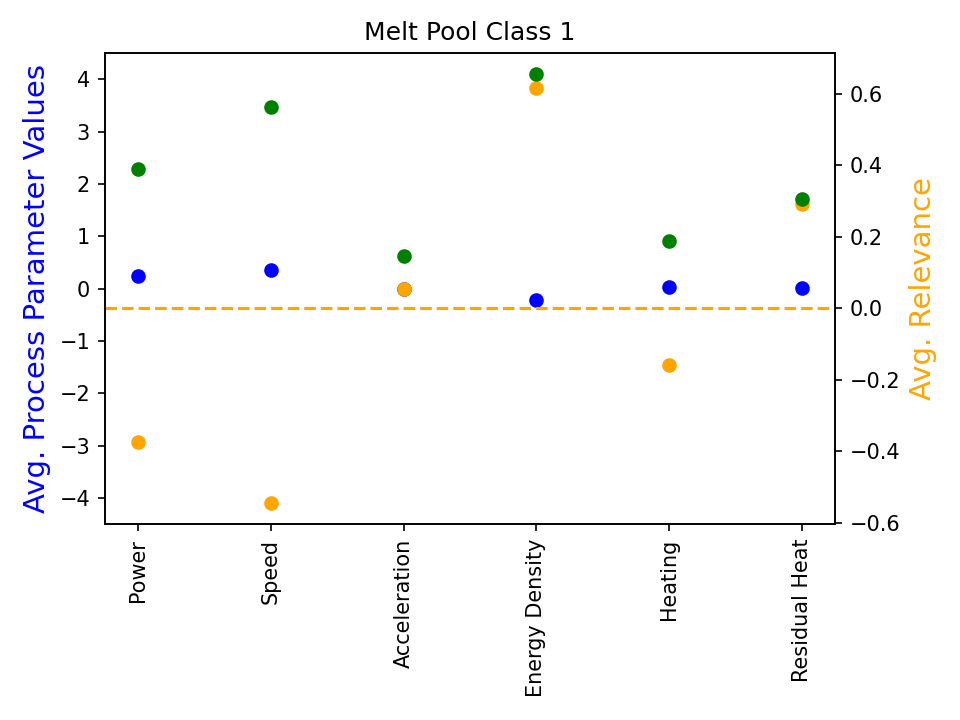 Melt Pool Class 1
Avg. Process Parameter Values
4
3
2
1
0
−1
−2
−3
−4
0.6
0.4
0.2
0.0
−0.2
−0.4
−0.6
Avg. Relevance
Power
Speed
Acceleration
Energy Density
Heating
Residual Heat